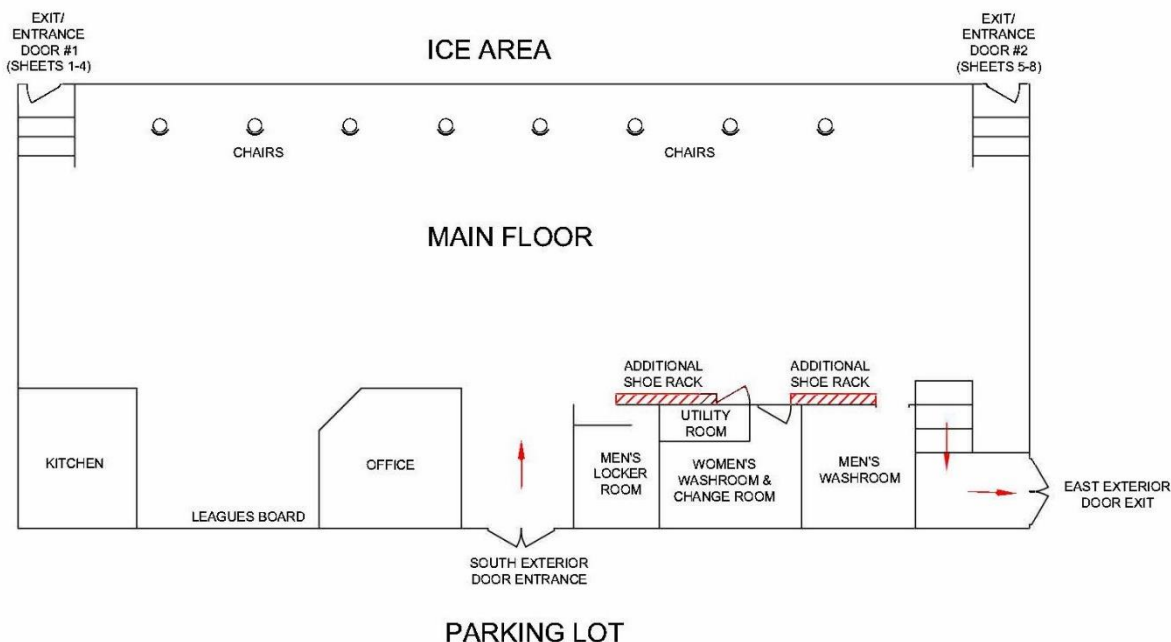 EXIT/
ENTRANCE
DOOR #1
(SHEETS 1-4)
ICE AREA
EXIT/
ENTRANCE
DOOR #2
(SHEETS 5-8)
CHAIRS
CHAIRS
MAIN FLOOR
ADDITIONAL
SHOE RACK
ADDITIONAL
SHOE RACK
UTILITY
ROOM
KITCHEN
OFFICE
MEN'S
LOCKER
ROOM
WOMEN'S
WASHROOM &
CHANGE ROOM
MEN'S
WASHROOM
EAST EXTERIOR
DOOR EXIT
LEAGUES BOARD
SOUTH EXTERIOR
DOOR ENTRANCE
PARKING LOT